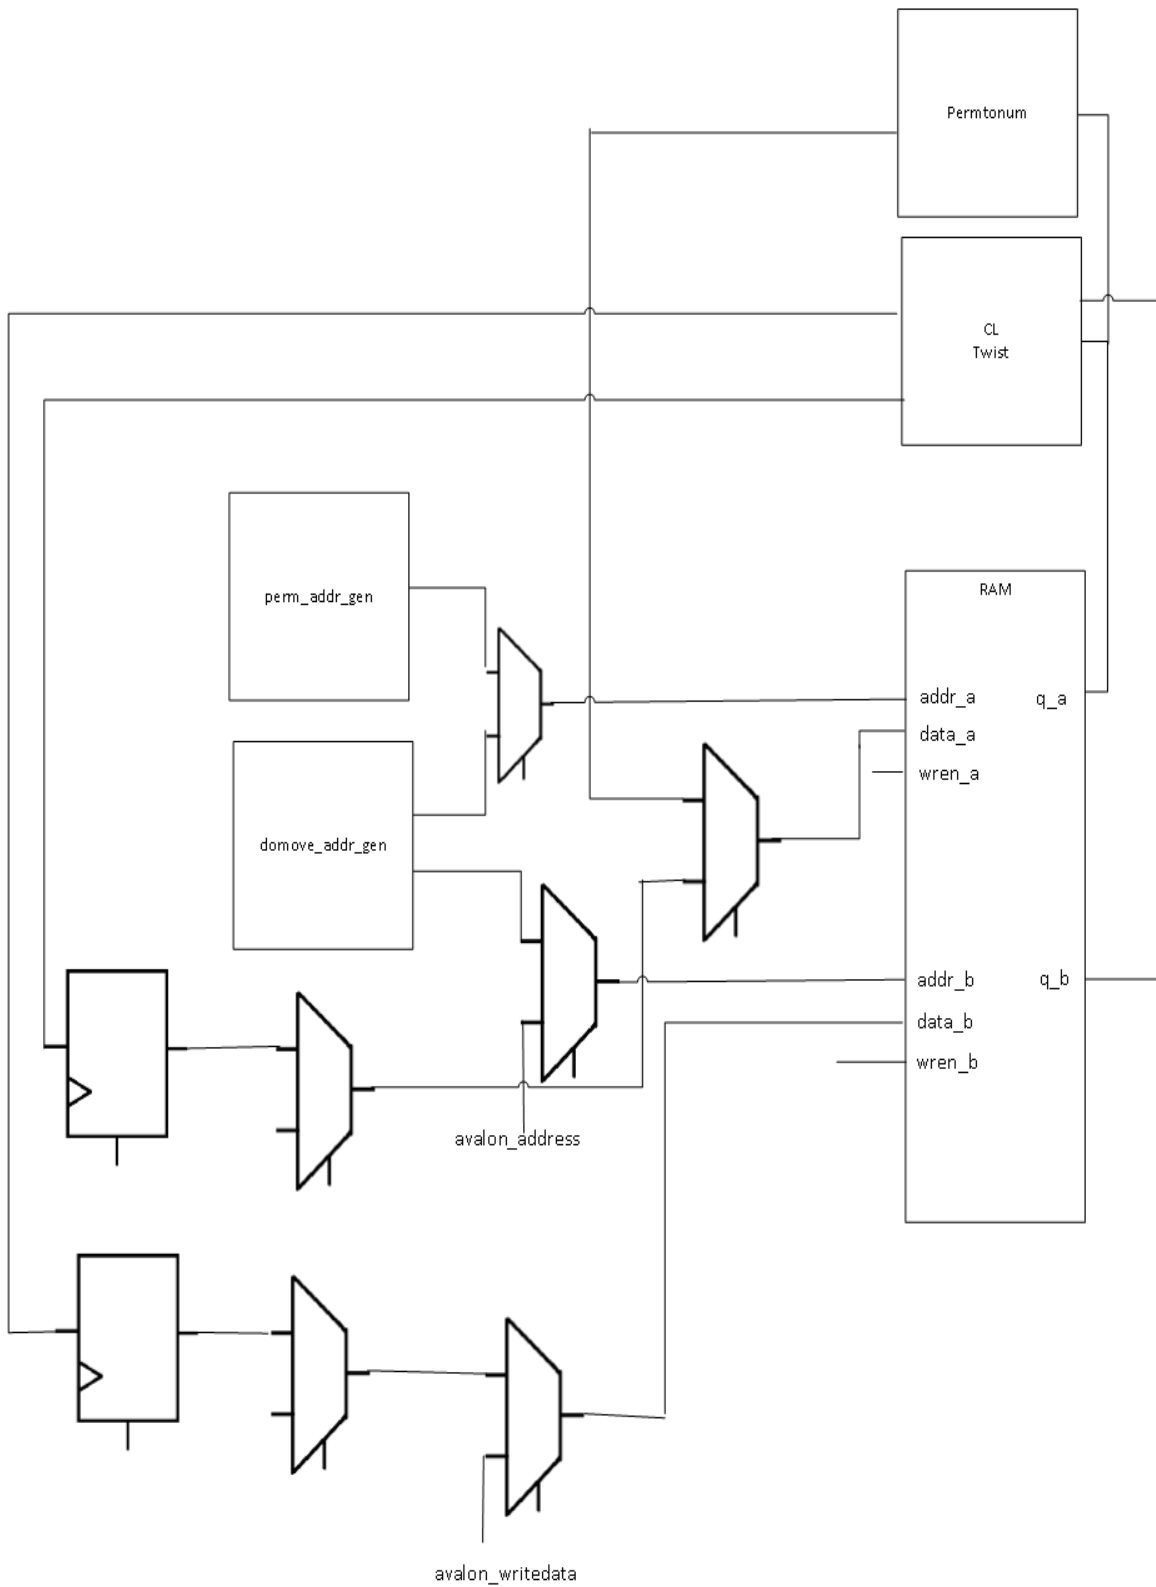 Permtonum
CL
Twist
perm_addr_gen
RAM
addr_a
q_a
data_a
wren_a
domove_addr_gen
addr_b
q_b
data_b
wren_b
avalon_address
avalon_writedata